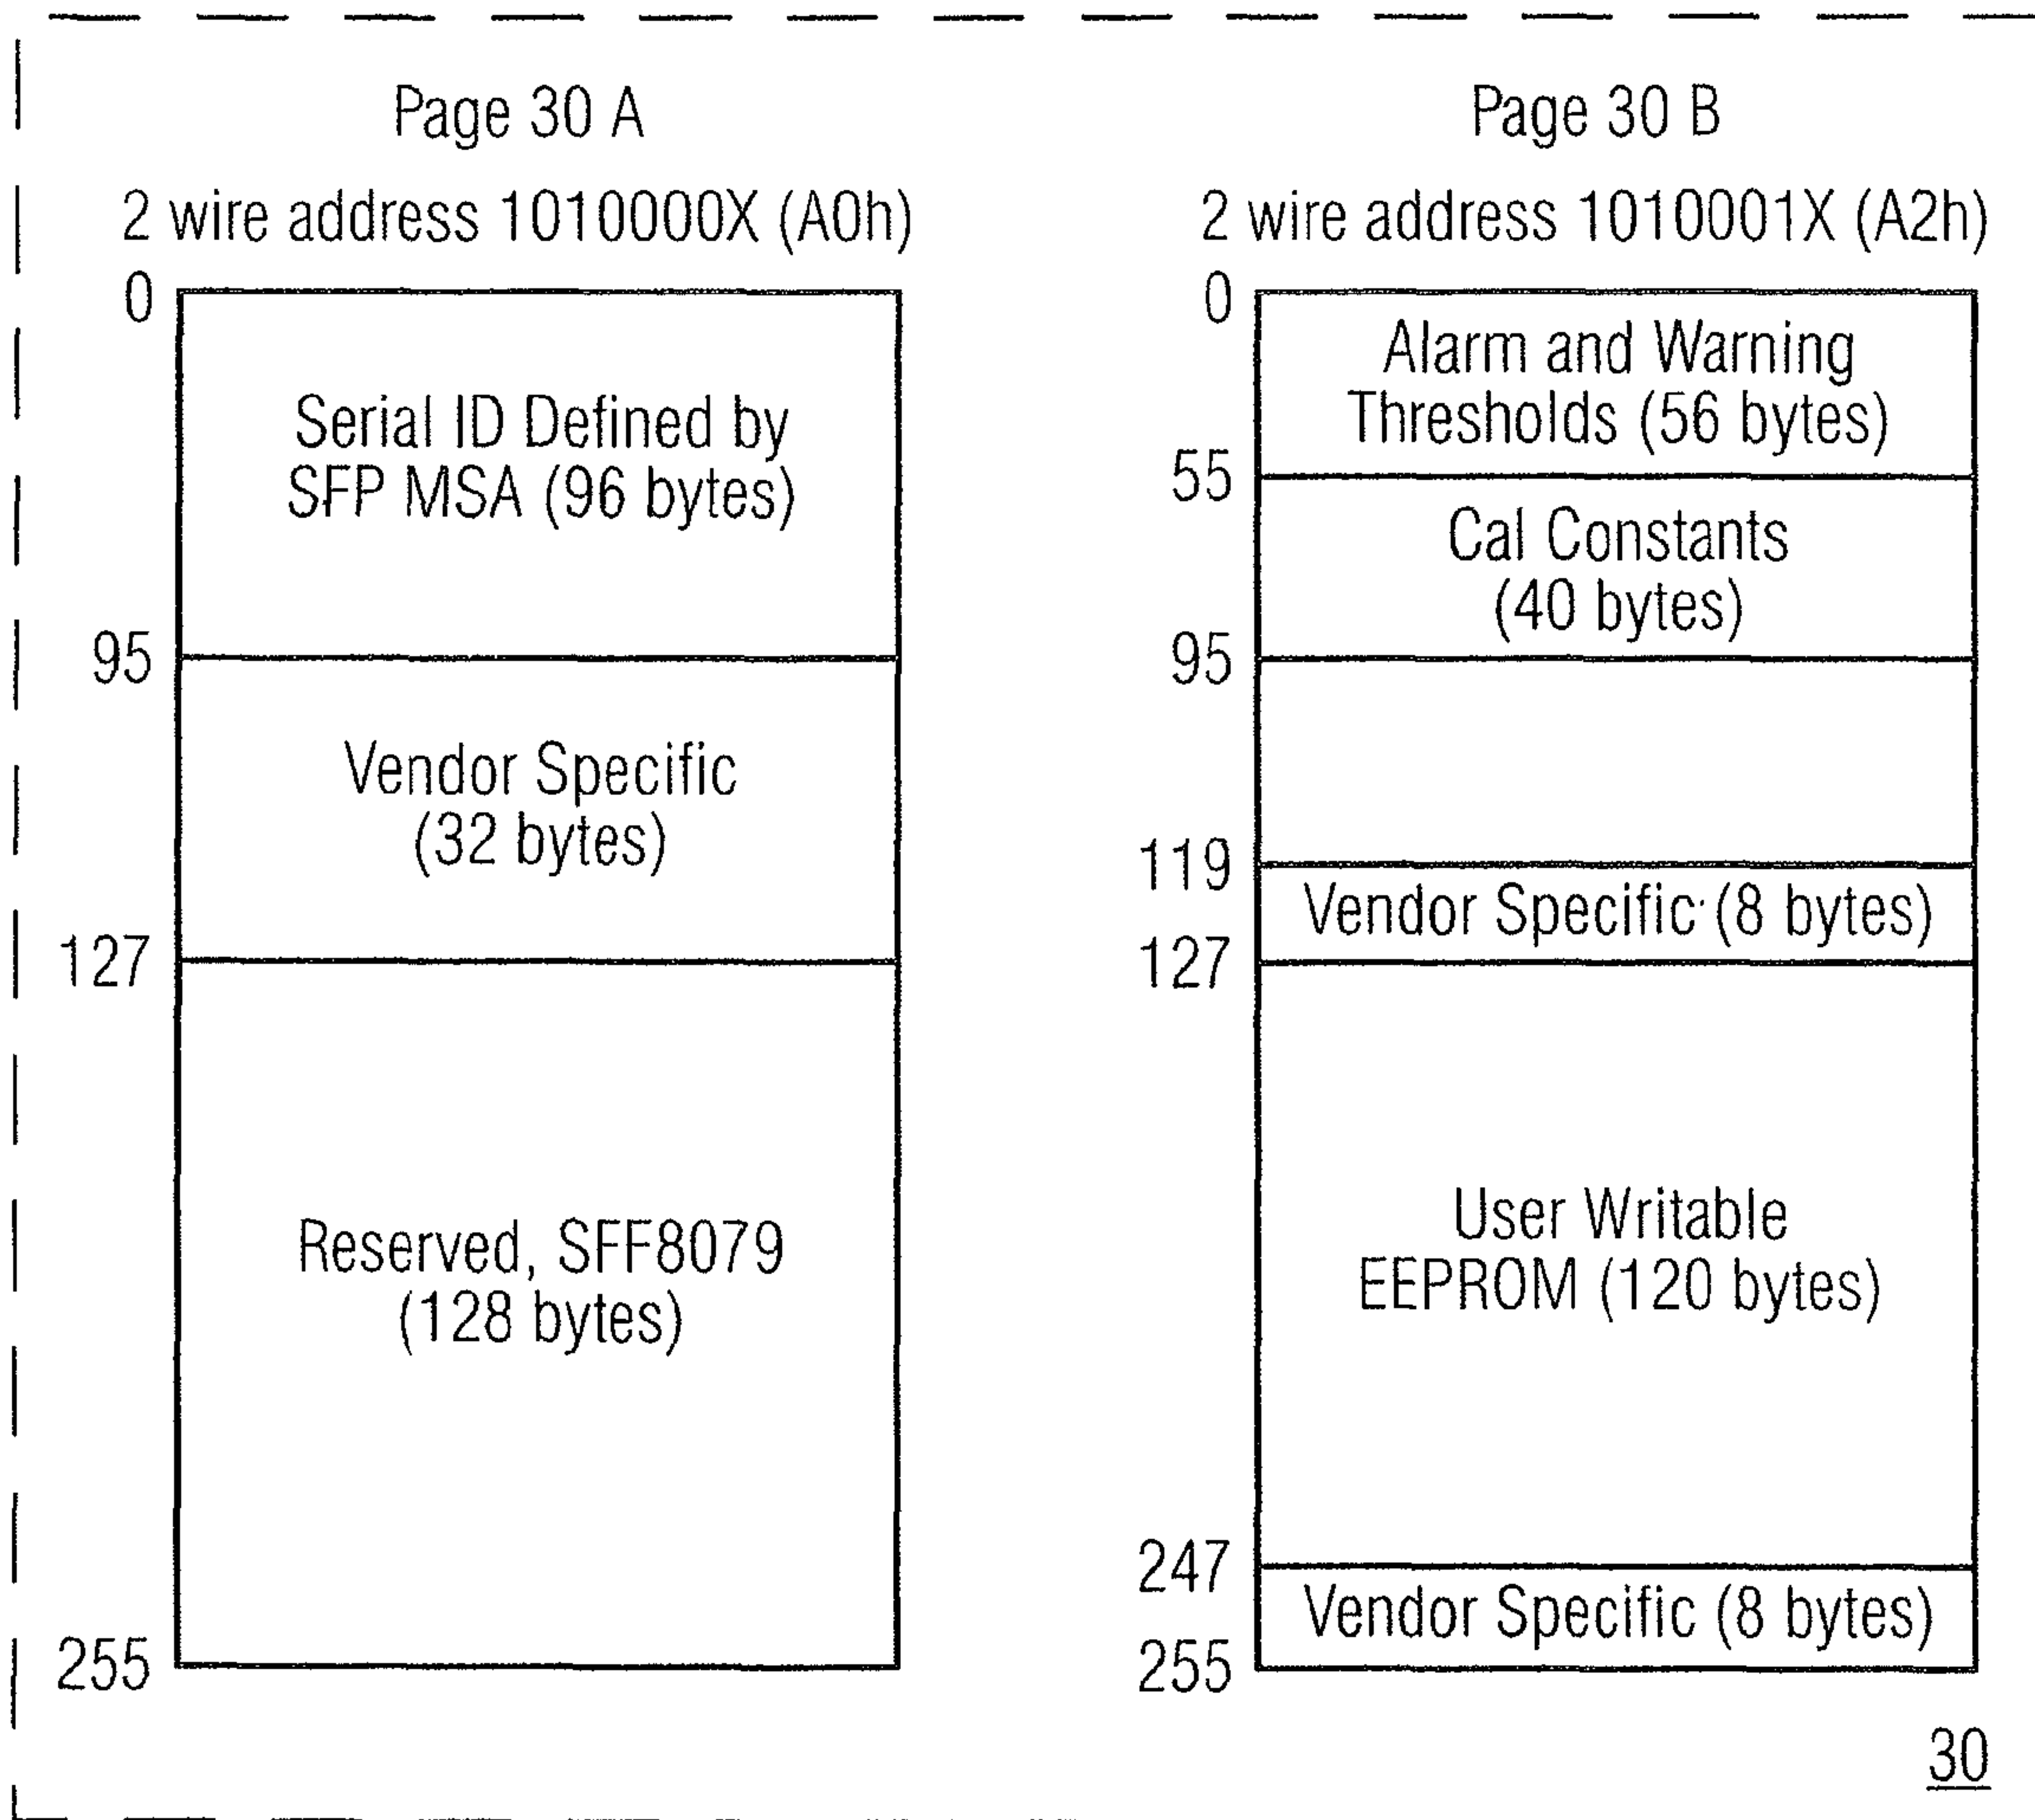 Page 30 A
2 wire address 1010000X (A0h)
0
Serial ID Defined by
SFP MSA (96 bytes)
95
Vendor Specific
(32 bytes)
127
Reserved, SFF8079
(128 bytes)
255
Page 30 B
2 wire address 1010001X (A2h)
0
Alarm and Warning
Thresholds (56 bytes)
55
Cal Constants
(40 bytes)
95
119
Vendor Specific (8 bytes)
127
User Writable
EEPROM (120 bytes)
247
Vendor Specific (8 bytes)
255
30